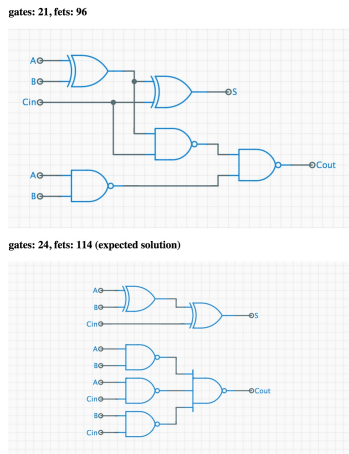 gates: 21, fets: 96
A
B
S
Cin
Cout
A
B
gates: 24, fets: 114 (expected solution)
A
B
S
Cin
A
B
A
Cout
Cin
B
Cin